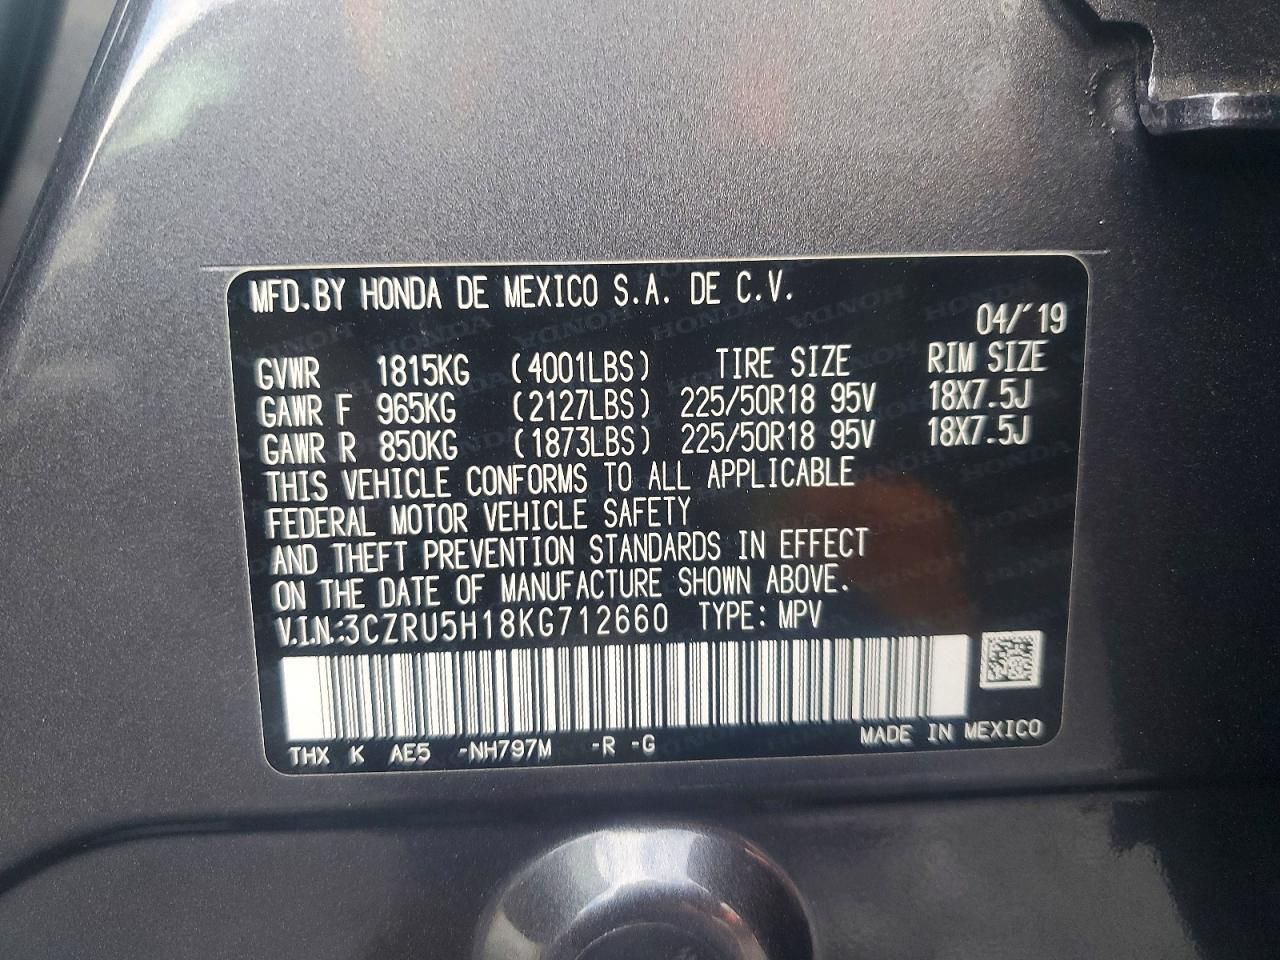 MFD.BY HONDA DE MEXICO S.A. DE C.V.
04/'19
GVWR 1815KG (4001LBS) TIRE SIZE RIM SIZE
GAWR F 965KG (2127LBS) 225/50R18 95V 18X7.5J
GAWR R 850KG (1873LBS) 225/50R18 95V 18X7.5J
THIS VEHICLE CONFORMS TO ALL APPLICABLE
FEDERAL MOTOR VEHICLE SAFETY
AND THEFT PREVENTION STANDARDS IN EFFECT
ON THE DATE OF MANUFACTURE SHOWN ABOVE.
V.I.N.:3CZRU5H18KG712660 TYPE: MPV
THX K AE5 -NH797M -R -G MADE IN MEXICO